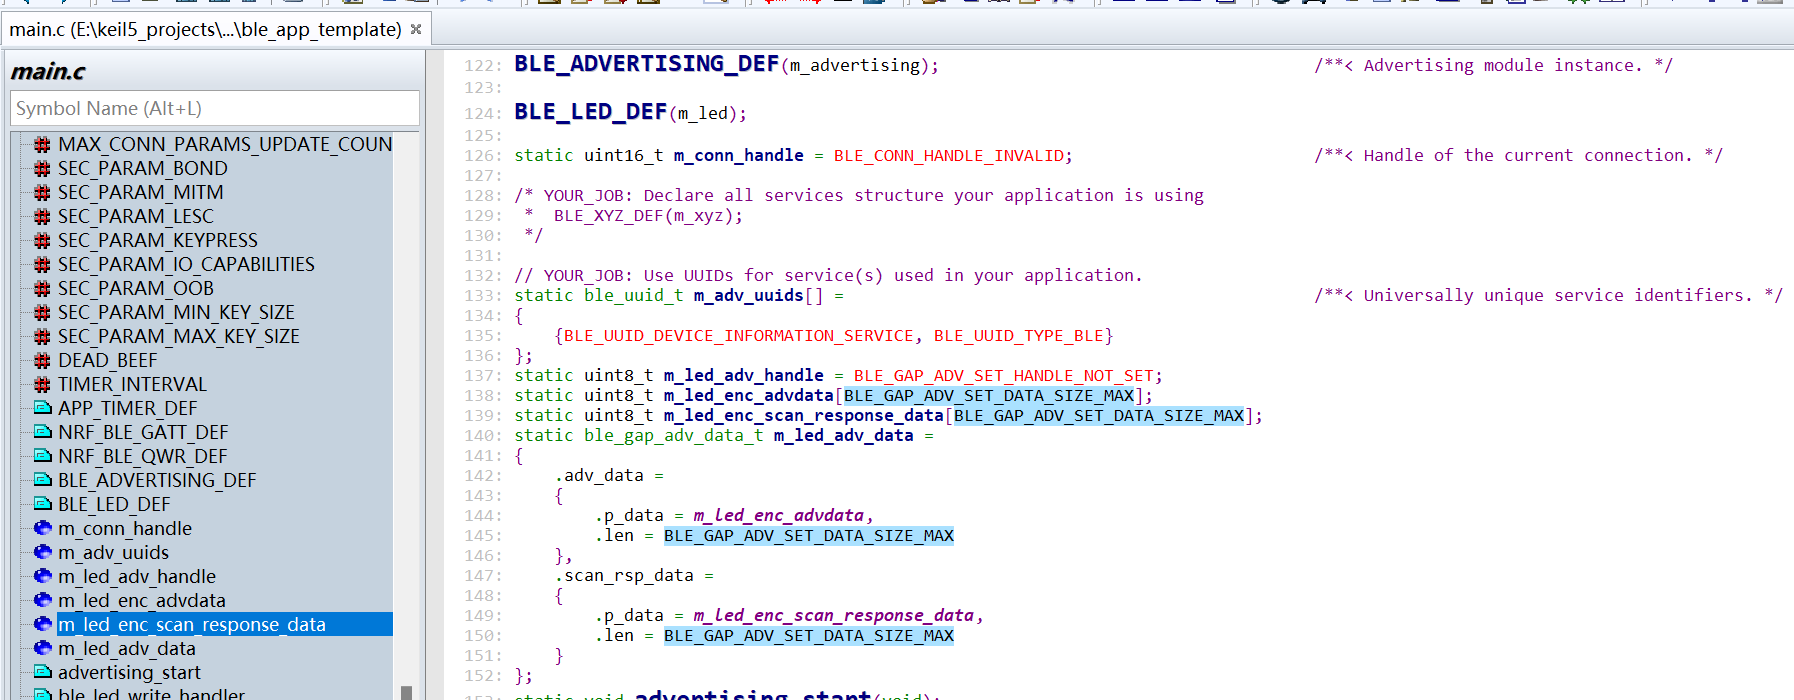 main.c (E:\keil5_projects\...\ble_app_template)
main.c
Symbol Name (Alt+L)
MAX_CONN_PARAMS_UPDATE_COUN
SEC_PARAM_BOND
SEC_PARAM_MITM
SEC_PARAM_LESC
SEC_PARAM_KEYPRESS
SEC_PARAM_IO_CAPABILITIES
SEC_PARAM_OOB
SEC_PARAM_MIN_KEY_SIZE
SEC_PARAM_MAX_KEY_SIZE
DEAD_BEEF
TIMER_INTERVAL
APP_TIMER_DEF
NRF_BLE_GATT_DEF
NRF_BLE_QWR_DEF
BLE_ADVERTISING_DEF
BLE_LED_DEF
m_conn_handle
m_adv_uuids
m_led_adv_handle
m_led_enc_advdata
m_led_enc_scan_response_data
m_led_adv_data
advertising_start
ble_led_write_handler
122: BLE_ADVERTISING_DEF(m_advertising); /**< Advertising module instance. */
123:
124: BLE_LED_DEF(m_led);
125:
126: static uint16_t m_conn_handle = BLE_CONN_HANDLE_INVALID; /**< Handle of the current connection. */
127:
128: /* YOUR_JOB: Declare all services structure your application is using
129: * BLE_XYZ_DEF(m_xyz);
130: */
131:
132: // YOUR_JOB: Use UUIDs for service(s) used in your application.
133: static ble_uuid_t m_adv_uuids[] = /**< Universally unique service identifiers. */
134: {
135: {BLE_UUID_DEVICE_INFORMATION_SERVICE, BLE_UUID_TYPE_BLE}
136: };
137: static uint8_t m_led_adv_handle = BLE_GAP_ADV_SET_HANDLE_NOT_SET;
138: static uint8_t m_led_enc_advdata[BLE_GAP_ADV_SET_DATA_SIZE_MAX];
139: static uint8_t m_led_enc_scan_response_data[BLE_GAP_ADV_SET_DATA_SIZE_MAX];
140: static ble_gap_adv_data_t m_led_adv_data =
141: {
142: .adv_data =
143: {
144: .p_data = m_led_enc_advdata,
145: .len = BLE_GAP_ADV_SET_DATA_SIZE_MAX
146: },
147: .scan_rsp_data =
148: {
149: .p_data = m_led_enc_scan_response_data,
150: .len = BLE_GAP_ADV_SET_DATA_SIZE_MAX
151: }
152: };
153: static void advertising_start(void);